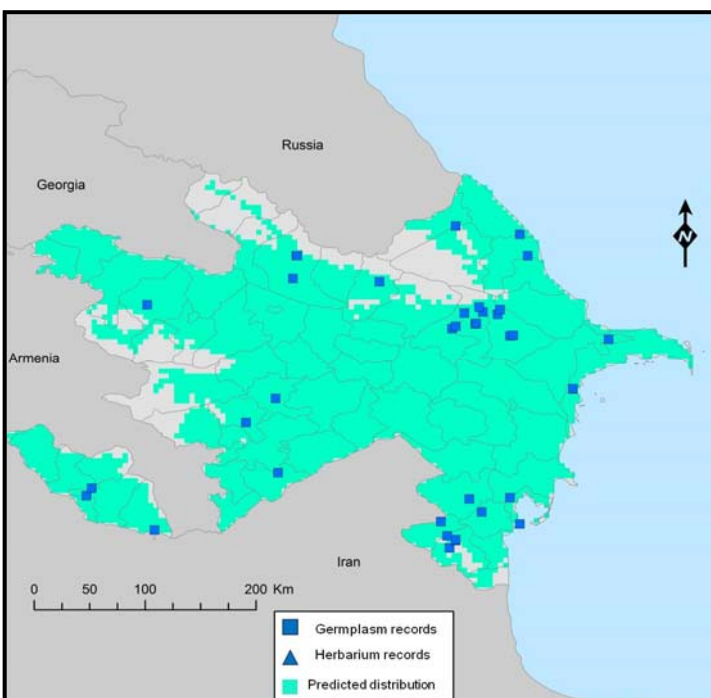 Russia
Georgia
N
Armenia
Iran
0 50 100 200 Km
Germplasm records
Herbarium records
Predicted distribution